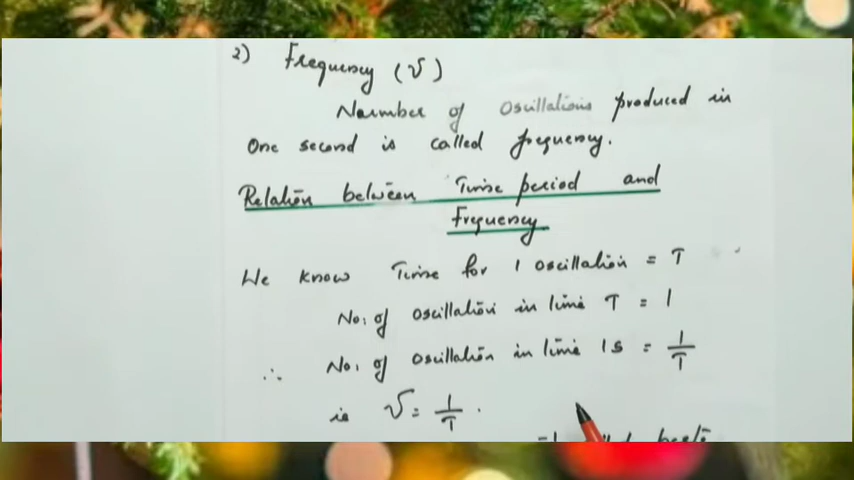 2) Frequency (ν)
Number of Oscillations produced in
One second is called frequency.
Relation between Time period and
Frequency
We know Time for 1 oscillation = T
No. of oscillation in time T = 1
∴ No. of oscillation in time 1s = 1/T
ie ν = 1/T.